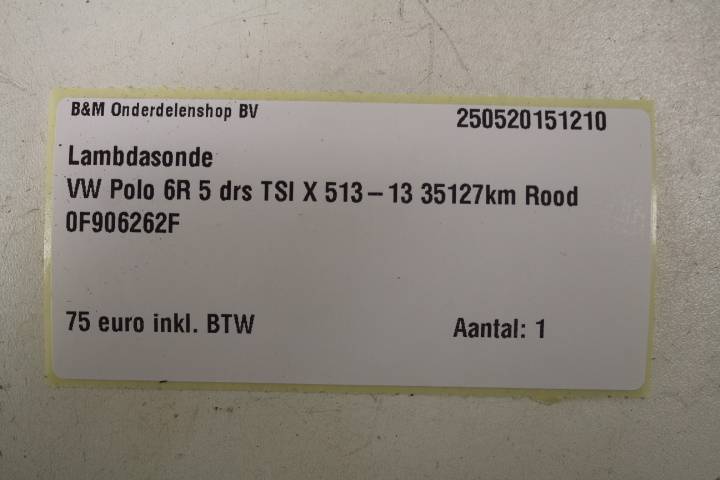 B&M Onderdelenshop BV 250520151210
Lambdasonde
VW Polo 6R 5 drs TSI X 513 – 13 35127km Rood
0F906262F
75 euro inkl. BTW Aantal: 1